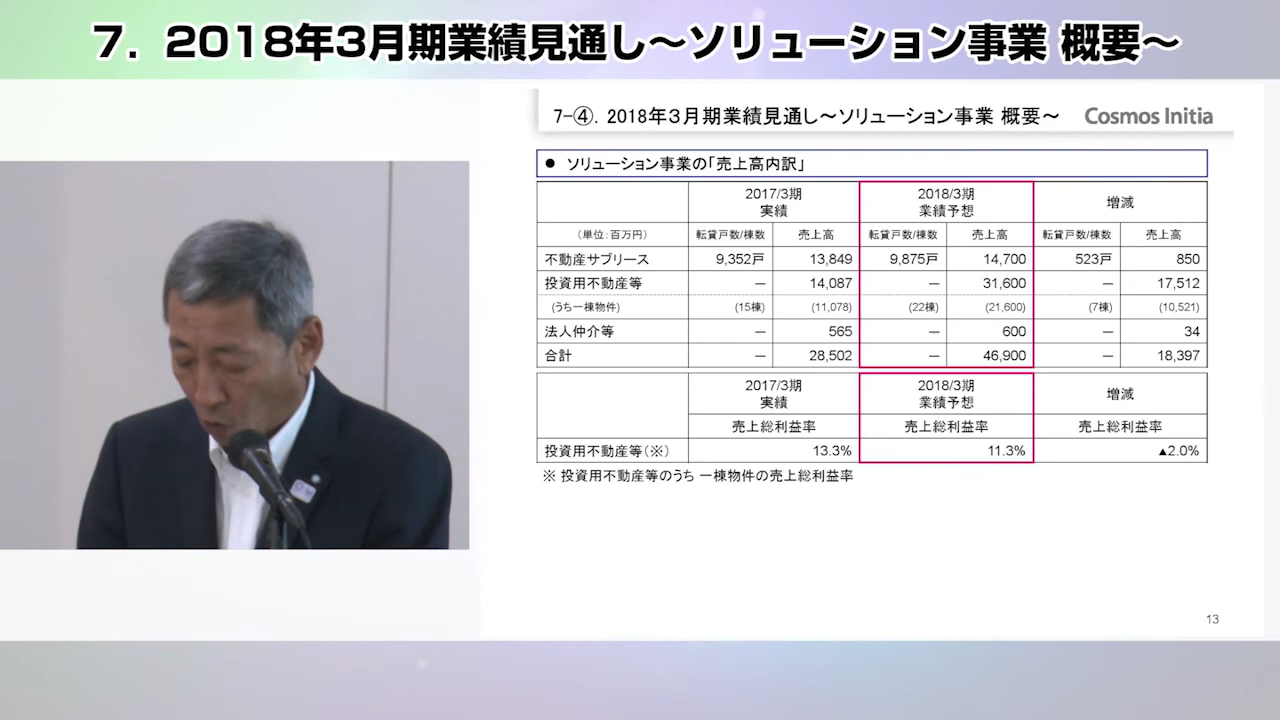 7．2018年3月期業績見通し～ソリューション事業 概要～
7-④．2018年3月期業績見通し～ソリューション事業 概要～ Cosmos Initia
● ソリューション事業の「売上高内訳」
2017/3期 実績 2018/3期 業績予想 増減
（単位：百万円） 転貸戸数/棟数 売上高 転貸戸数/棟数 売上高 転貸戸数/棟数 売上高
不動産サブリース 9,352戸 13,849 9,875戸 14,700 523戸 850
投資用不動産等 － 14,087 － 31,600 － 17,512
（うち一棟物件） (15棟) (11,078) (22棟) (21,600) (7棟) (10,521)
法人仲介等 － 565 － 600 － 34
合計 － 28,502 － 46,900 － 18,397
2017/3期 実績 2018/3期 業績予想 増減
売上総利益率 売上総利益率 売上総利益率
投資用不動産等（※） 13.3% 11.3% ▲2.0%
※ 投資用不動産等のうち 一棟物件の売上総利益率
13